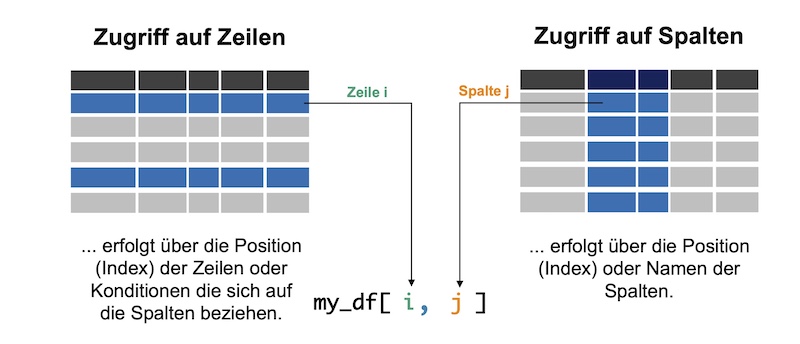 Zugriff auf Zeilen
Zugriff auf Spalten
Zeile i
Spalte j
... erfolgt über die Position
(Index) der Zeilen oder
Konditionen die sich auf
die Spalten beziehen.
... erfolgt über die Position
(Index) oder Namen der
Spalten.
my_df[ i, j ]